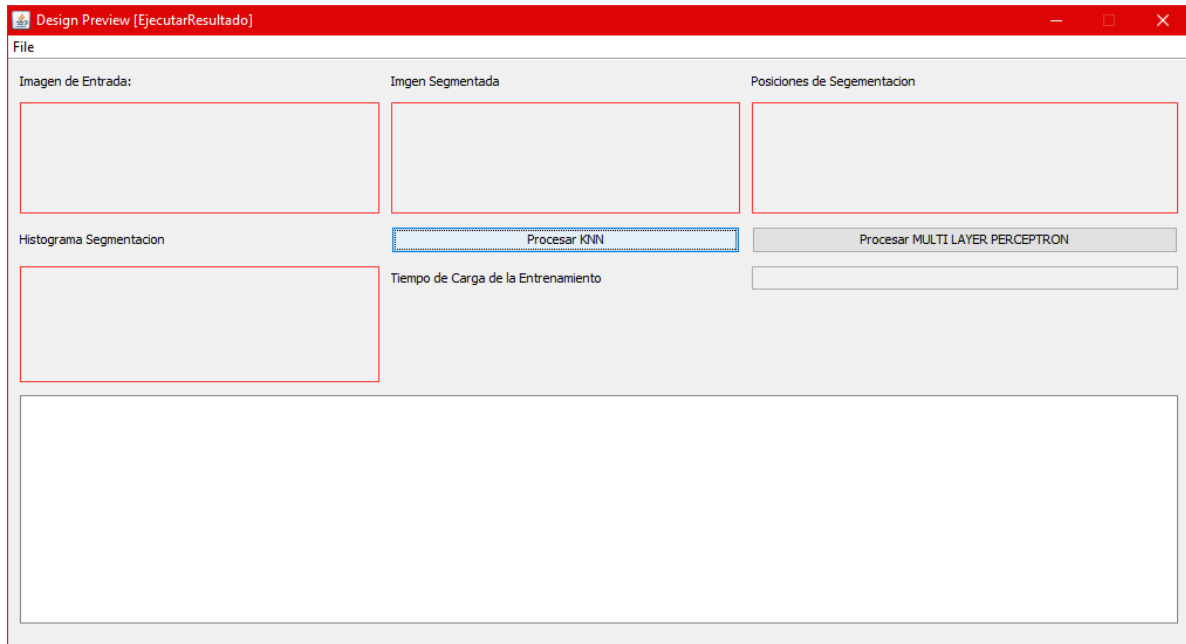 Design Preview [EjecutarResultado]
File
Imagen de Entrada:
Imgen Segmentada
Posiciones de Segementacion
Histograma Segmentacion
Procesar KNN
Procesar MULTI LAYER PERCEPTRON
Tiempo de Carga de la Entrenamiento